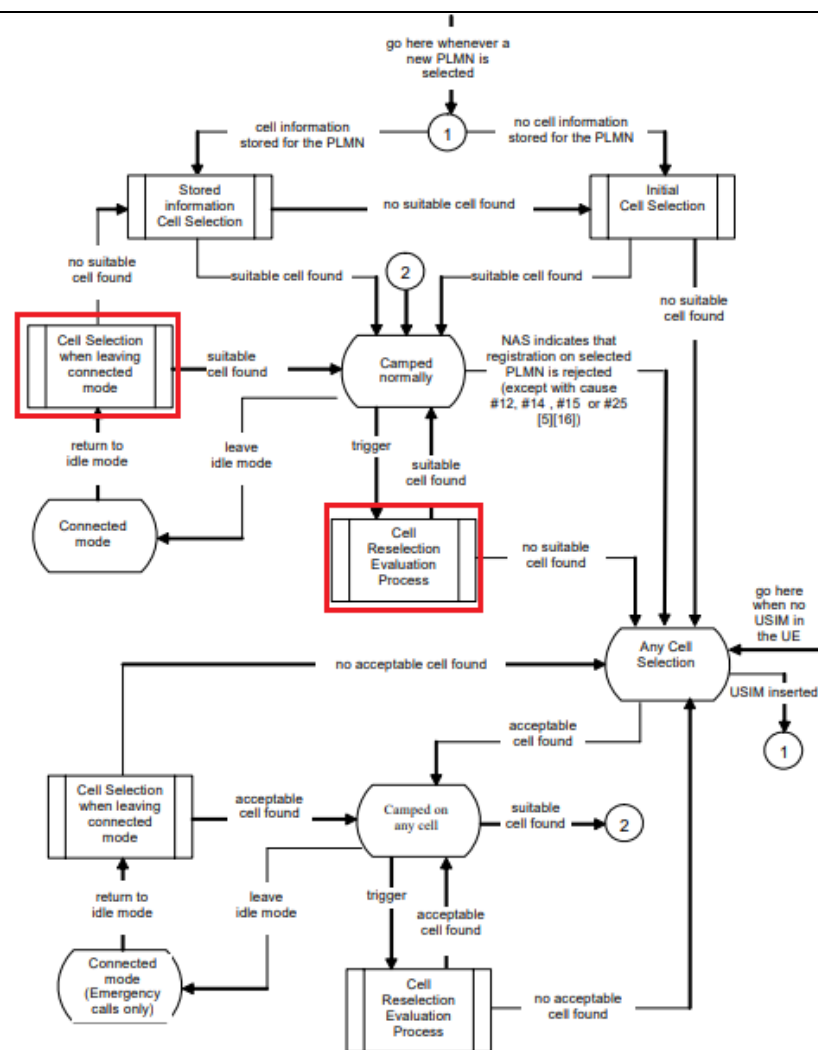 go here whenever a
new PLMN is
selected
cell information
stored for the PLMN
1
no cell information
stored for the PLMN
Stored
information
Cell Selection
no suitable cell found
Initial
Cell Selection
no suitable
cell found
suitable cell found
2
suitable cell found
no suitable
cell found
Cell Selection
when leaving
connected
mode
suitable
cell found
Camped
normally
NAS indicates that
registration on selected
PLMN is rejected
(except with cause
#12, #14 , #15 or #25
[5][16])
return to
idle mode
leave
idle mode
trigger
suitable
cell found
Connected
mode
Cell
Reselection
Evaluation
Process
no suitable
cell found
go here
when no
USIM in
the UE
no acceptable cell found
Any Cell
Selection
USIM inserted
1
acceptable
cell found
Cell Selection
when leaving
connected
mode
acceptable
cell found
Camped on
any cell
suitable
cell found
2
return to
idle mode
leave
idle mode
trigger
acceptable
cell found
Connected
mode
(Emergency
calls only)
Cell
Reselection
Evaluation
Process
no acceptable
cell found